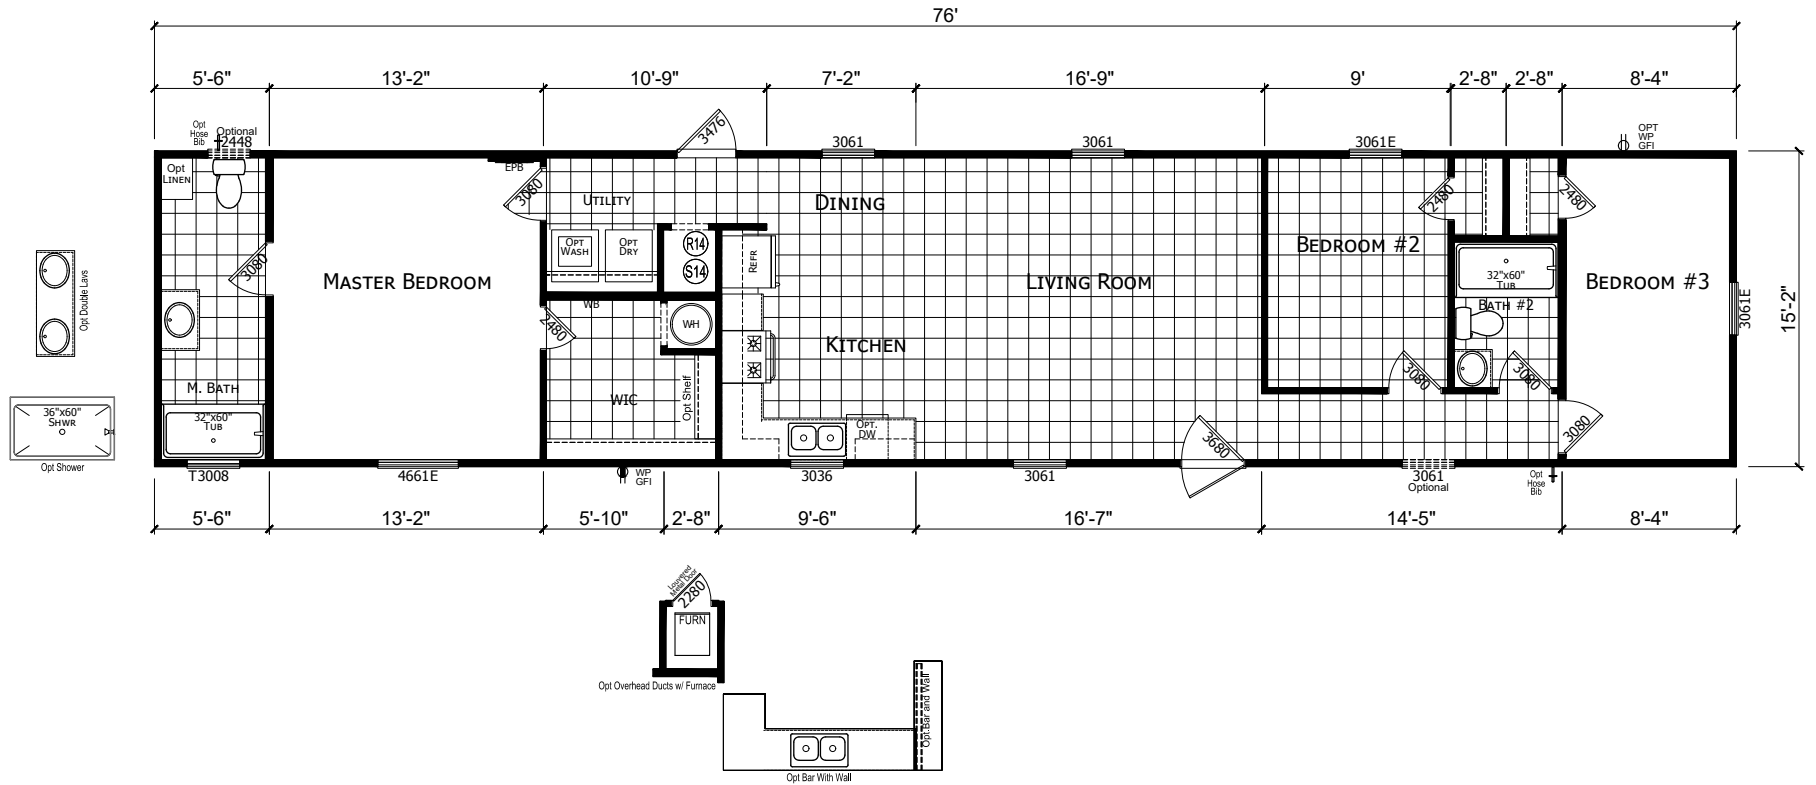 76'
5'-6"
13'-2"
10'-9"
7'-2"
16'-9"
9'
2'-8"
2'-8"
8'-4"
Opt
Hose
Bib
Optional
2448
3476
3061
3061
3061E
OPT
WP
GFI
Opt
Linen
EPB
3080
Utility
Dining
2480
2480
Opt
Wash
Opt
Dry
R14
S14
REFR
Bedroom #2
3080
Master Bedroom
Living Room
32"x60"
Tub
Bedroom #3
3061E
15'-2"
Opt Double Lavs
WB
2480
WH
Bath #2
Kitchen
3080
3080
M. Bath
WIC
Opt Shelf
36"x60"
Shwr
Opt Shower
32"x60"
Tub
Opt.
DW
3680
3080
T3008
4661E
WP
GFI
3036
3061
3061
Optional
Opt
Hose
Bib
5'-6"
13'-2"
5'-10"
2'-8"
9'-6"
16'-7"
14'-5"
8'-4"
Louvered
Metal Door
2280
FURN
Opt Overhead Ducts w/ Furnace
Opt.Bar and Wall
Opt Bar With Wall